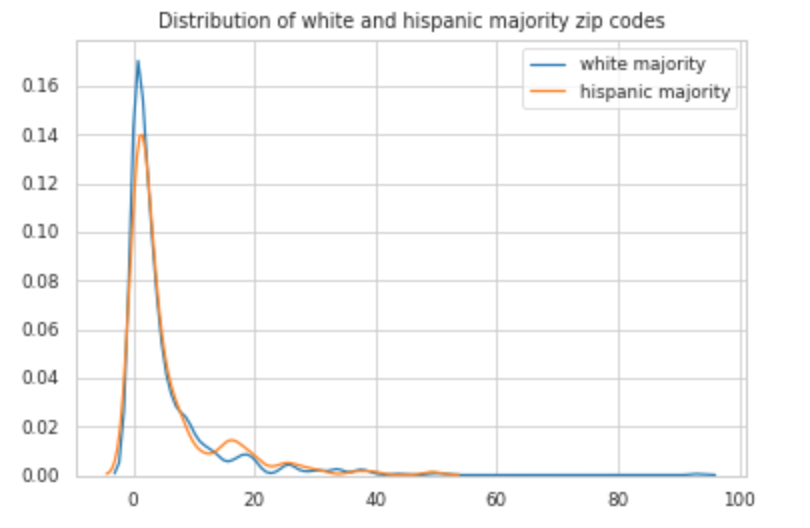 Distribution of white and hispanic majority zip codes
white majority
hispanic majority
0.16
0.14
0.12
0.10
0.08
0.06
0.04
0.02
0.00
0 20 40 60 80 100